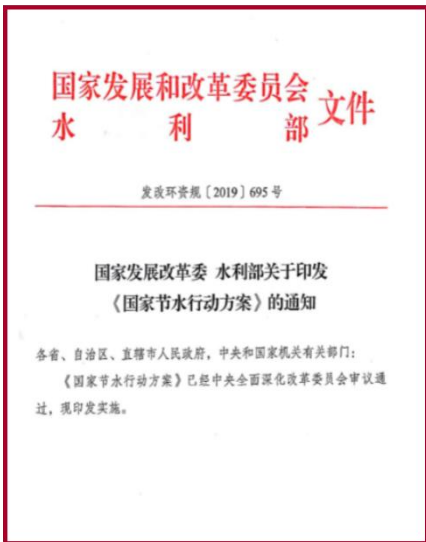 国家发展和改革委员会
水利部
文件
发改环资规〔2019〕695号
国家发展改革委 水利部关于印发
《国家节水行动方案》的通知
各省、自治区、直辖市人民政府，中央和国家机关有关部门：
《国家节水行动方案》已经中央全面深化改革委员会审议通
过，现印发实施。